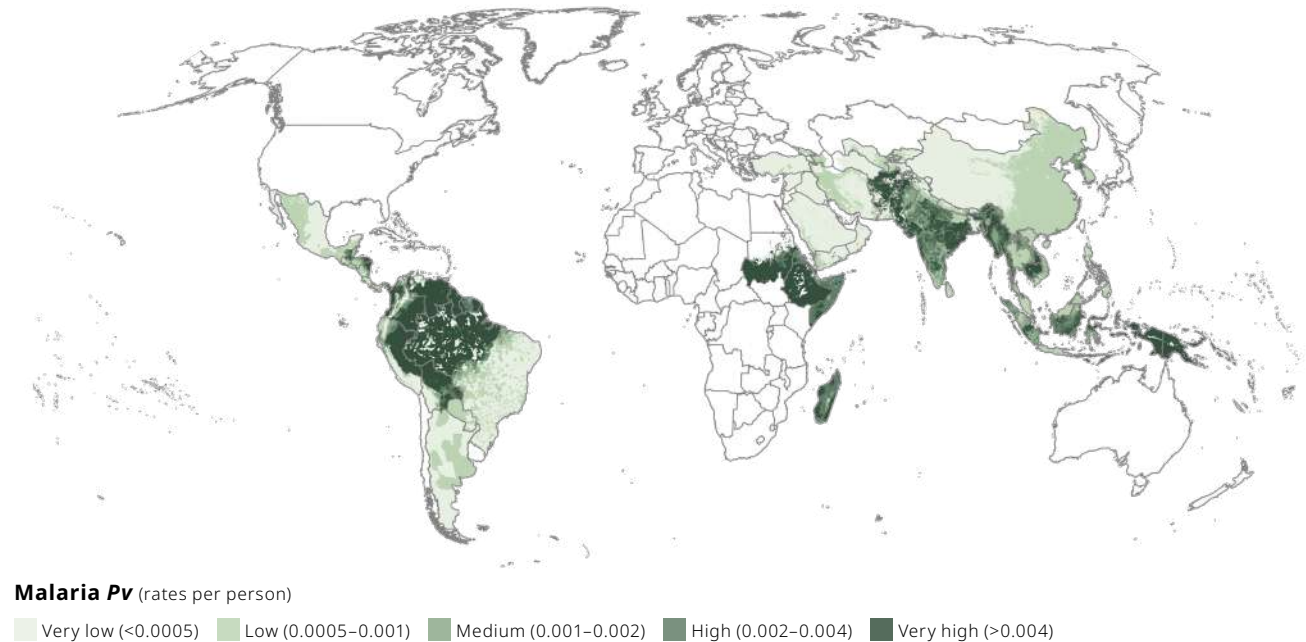 Malaria Pv (rates per person)
Very low (<0.0005) Low (0.0005–0.001) Medium (0.001–0.002) High (0.002–0.004) Very high (>0.004)